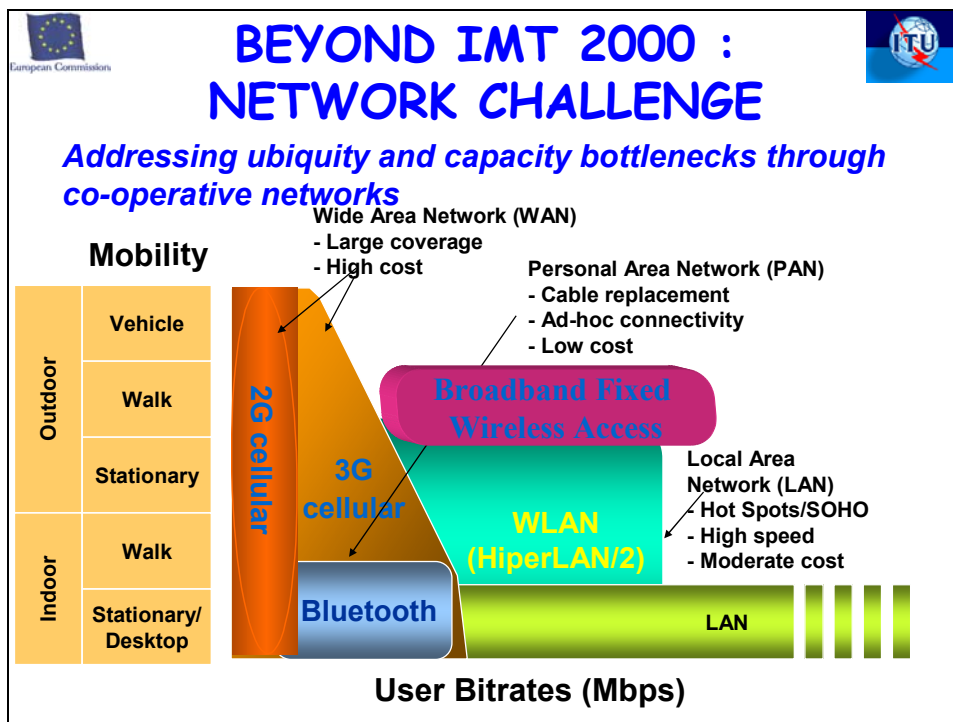 European Commission
ITU
BEYOND IMT 2000 :
NETWORK CHALLENGE
Addressing ubiquity and capacity bottlenecks through
co-operative networks
Wide Area Network (WAN)
- Large coverage
- High cost
Mobility
Personal Area Network (PAN)
- Cable replacement
- Ad-hoc connectivity
- Low cost
Outdoor
Vehicle
Walk
Stationary
Indoor
Walk
Stationary/
Desktop
2G cellular
3G
cellular
Broadband Fixed
Wireless Access
Local Area
Network (LAN)
- Hot Spots/SOHO
- High speed
- Moderate cost
WLAN
(HiperLAN/2)
Bluetooth
LAN
User Bitrates (Mbps)